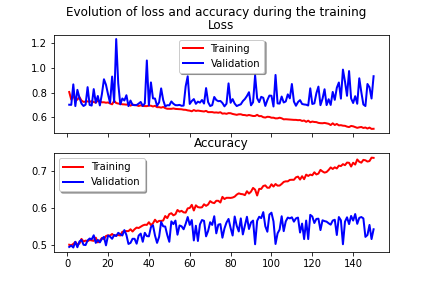 Evolution of loss and accuracy during the training
Loss
1.2
1.0
0.8
0.6
Training
Validation
Accuracy
0.7
0.6
0.5
Training
Validation
0 20 40 60 80 100 120 140